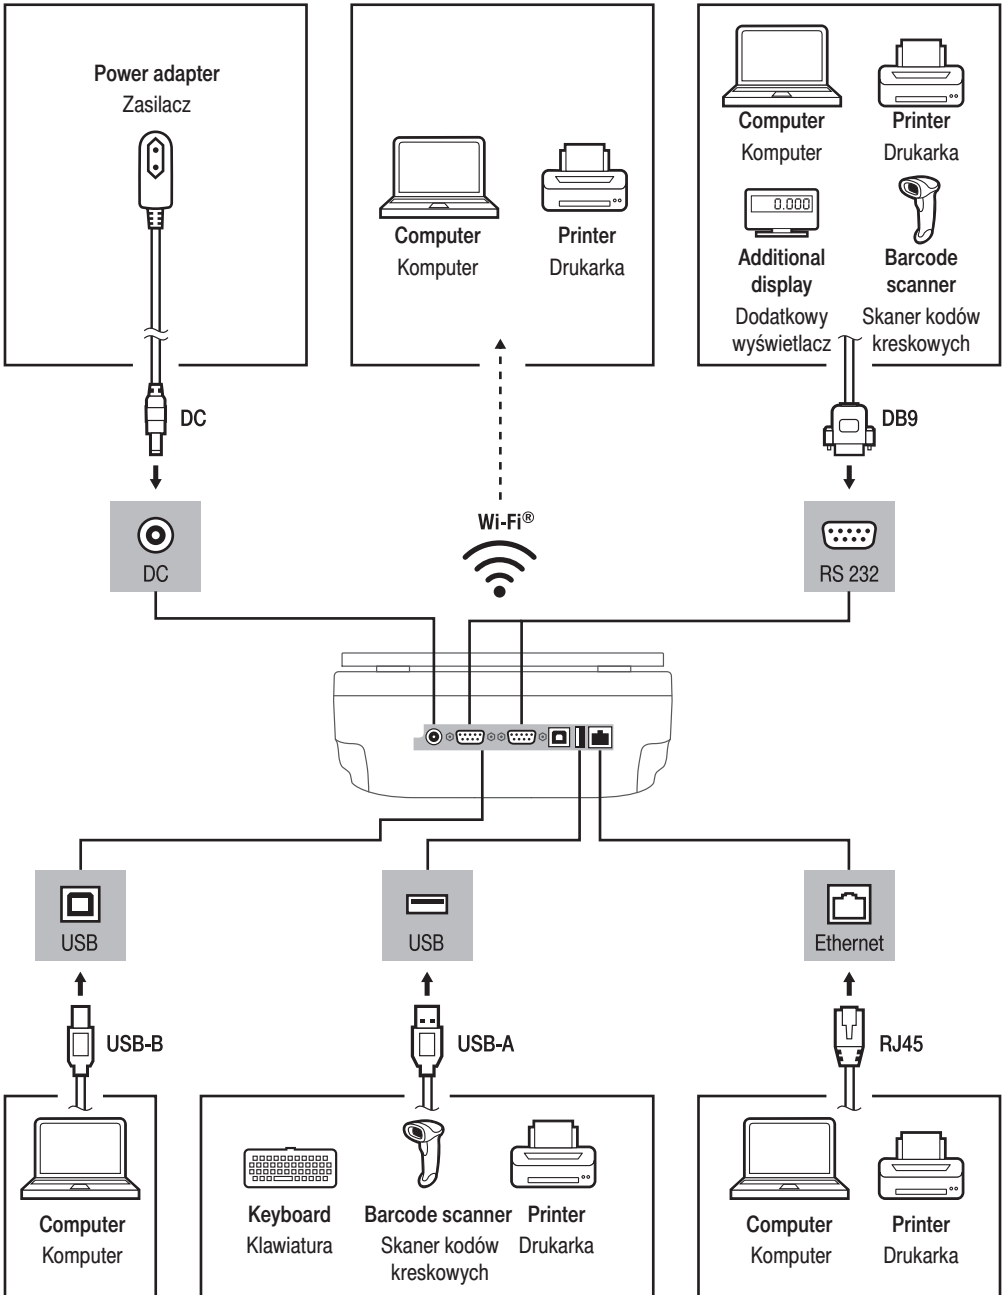 Power adapter
Zasilacz
DC
DC
Computer
Komputer
Printer
Drukarka
Wi-Fi®
Computer
Komputer
Printer
Drukarka
0.000
Additional
display
Dodatkowy
wyświetlacz
Barcode
scanner
Skaner kodów
kreskowych
DB9
RS 232
USB
USB-B
Computer
Komputer
USB
USB-A
Keyboard
Klawiatura
Barcode scanner
Skaner kodów
kreskowych
Printer
Drukarka
Ethernet
RJ45
Computer
Komputer
Printer
Drukarka